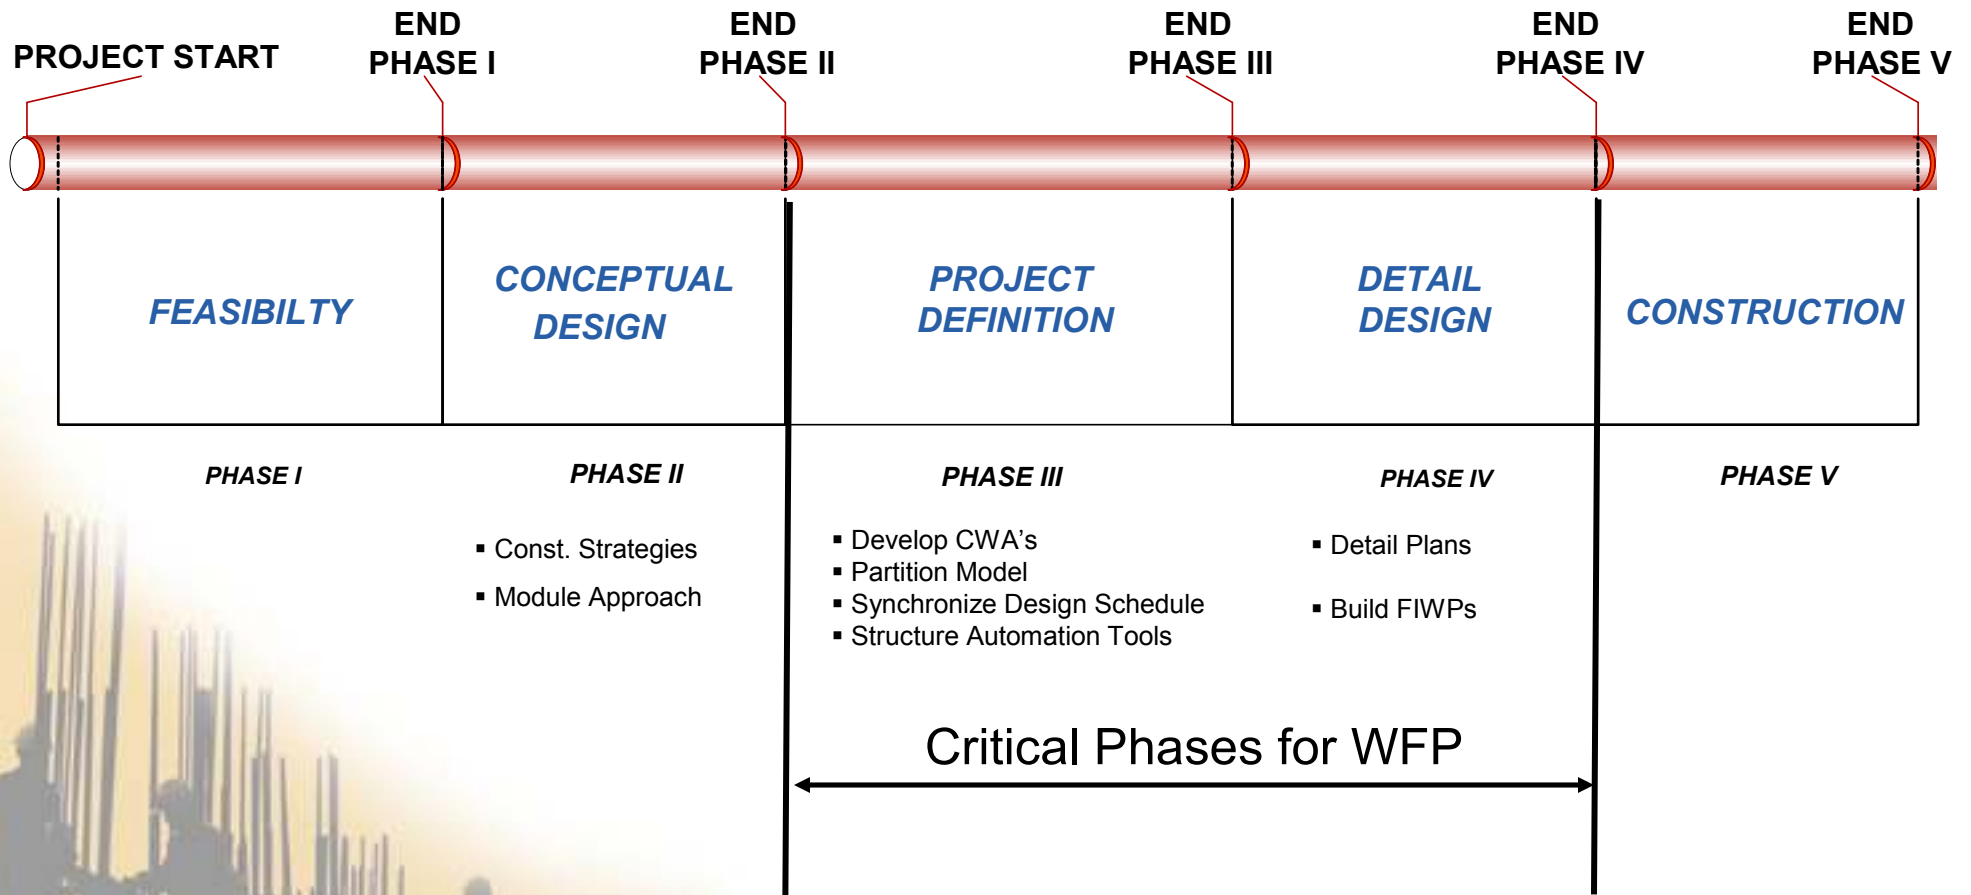 PROJECT START
END
PHASE I
END
PHASE II
END
PHASE III
END
PHASE IV
END
PHASE V
FEASIBILTY
CONCEPTUAL
DESIGN
PROJECT
DEFINITION
DETAIL
DESIGN
CONSTRUCTION
PHASE I
PHASE II
PHASE III
PHASE IV
PHASE V
▪ Const. Strategies
▪ Module Approach
▪ Develop CWA's
▪ Partition Model
▪ Synchronize Design Schedule
▪ Structure Automation Tools
▪ Detail Plans
▪ Build FIWPs
Critical Phases for WFP